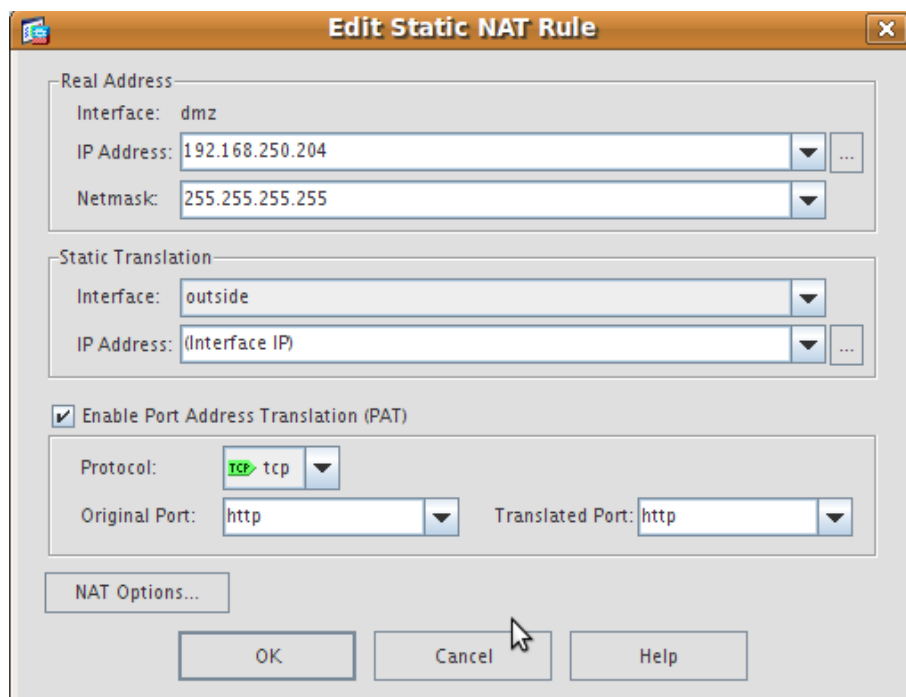 Edit Static NAT Rule
Real Address
Interface: dmz
IP Address: 192.168.250.204 ...
Netmask: 255.255.255.255
Static Translation
Interface: outside
IP Address: (Interface IP) ...
Enable Port Address Translation (PAT)
Protocol: TCP tcp
Original Port: http Translated Port: http
NAT Options...
OK Cancel Help